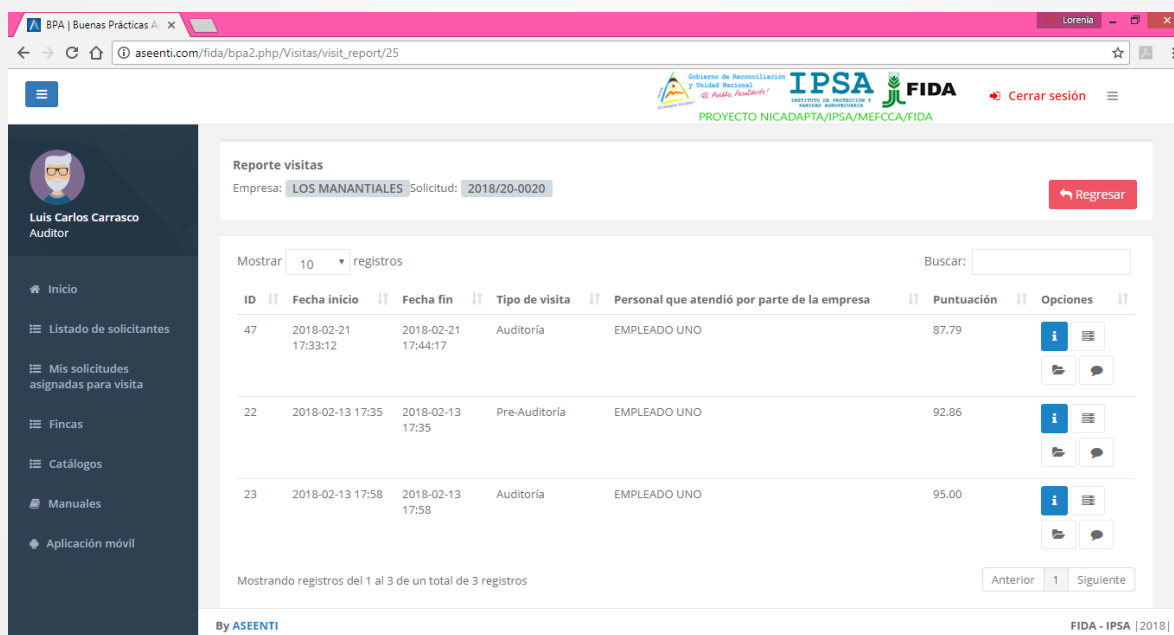 BPA | Buenas Prácticas A
Lorenia
aseenti.com/fida/bpa2.php/Visitas/visit_report/25
Gobierno de Reconciliación
y Unidad Nacional
El Pueblo, Presidente!
IPSA
INSTITUTO DE PROTECCIÓN Y
SANIDAD AGROPECUARIA
FIDA
PROYECTO NICADAPTA/IPSA/MEFCCA/FIDA
Cerrar sesión
Luis Carlos Carrasco
Auditor
Inicio
Listado de solicitantes
Mis solicitudes
asignadas para visita
Fincas
Catálogos
Manuales
Aplicación móvil
Reporte visitas
Empresa: LOS MANANTIALES Solicitud: 2018/20-0020
Regresar
Mostrar 10 registros
Buscar:
ID Fecha inicio Fecha fin Tipo de visita Personal que atendió por parte de la empresa Puntuación Opciones
47 2018-02-21 2018-02-21 Auditoría EMPLEADO UNO 87.79
17:33:12 17:44:17
22 2018-02-13 17:35 2018-02-13 Pre-Auditoría EMPLEADO UNO 92.86
17:35
23 2018-02-13 17:58 2018-02-13 Auditoría EMPLEADO UNO 95.00
17:58
Mostrando registros del 1 al 3 de un total de 3 registros
Anterior 1 Siguiente
By ASEENTI
FIDA - IPSA |2018|